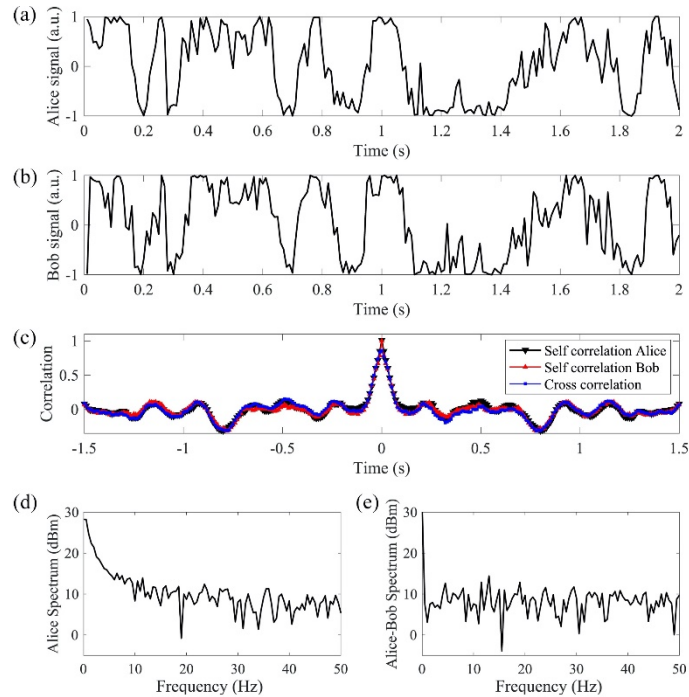 (a)
Alice signal (a.u.)
1
0
-1
0 0.2 0.4 0.6 0.8 1 1.2 1.4 1.6 1.8 2
Time (s)
(b)
Bob signal (a.u.)
1
0
-1
0 0.2 0.4 0.6 0.8 1 1.2 1.4 1.6 1.8 2
Time (s)
(c)
Correlation
1
0.5
0
-1.5 -1 -0.5 0 0.5 1 1.5
Time (s)
Self correlation Alice
Self correlation Bob
Cross correlation
(d)
Alice Spectrum (dBm)
30
20
10
0
0 10 20 30 40 50
Frequency (Hz)
(e)
Alice-Bob Spectrum (dBm)
30
20
10
0
0 10 20 30 40 50
Frequency (Hz)